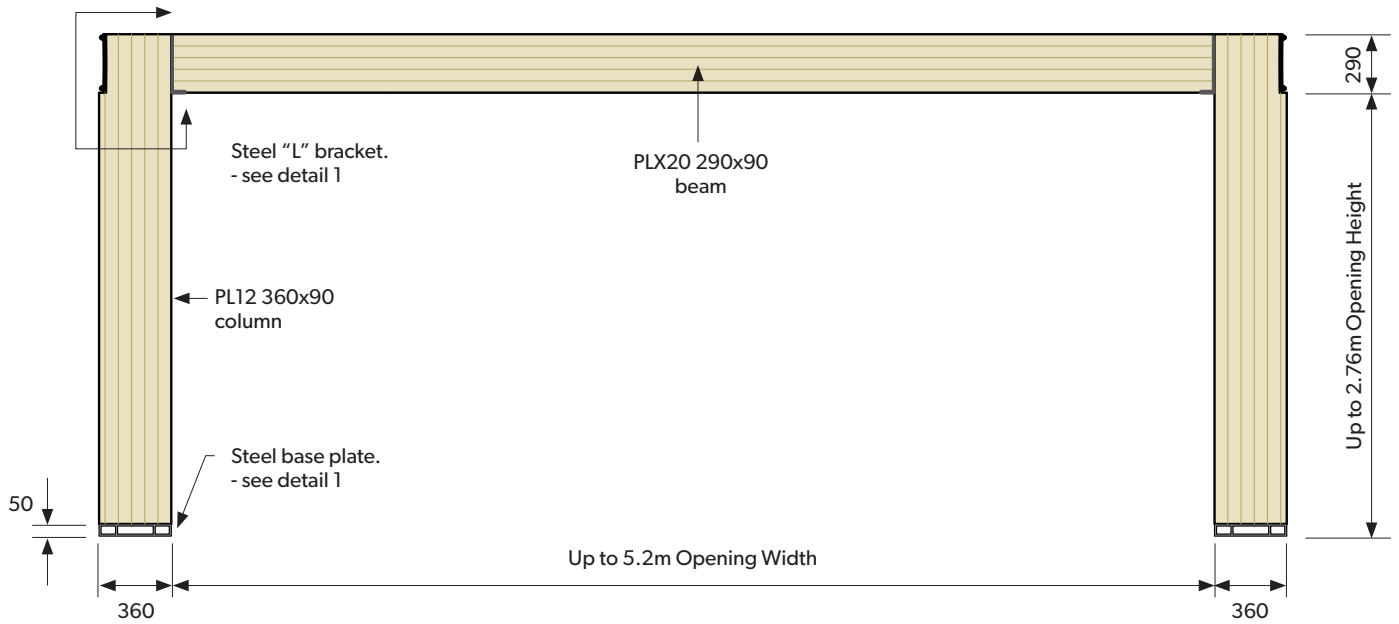 290
Steel “L” bracket.
- see detail 1
PLX20 290x90
beam
Up to 2.76m Opening Height
PL12 360x90
column
Steel base plate.
- see detail 1
50
Up to 5.2m Opening Width
360
360